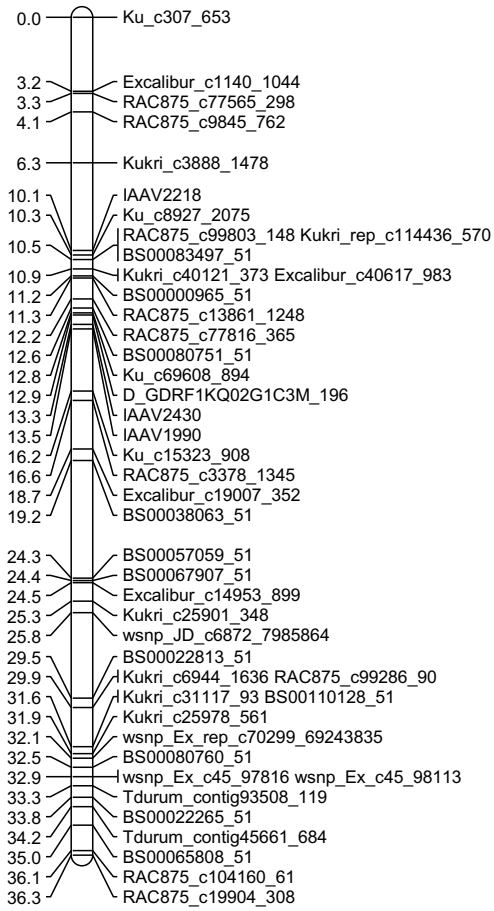 0.0 Ku_c307_653
3.2 Excalibur_c1140_1044
3.3 RAC875_c77565_298
4.1 RAC875_c9845_762
6.3 Kukri_c3888_1478
10.1 IAAV2218
10.3 Ku_c8927_2075
10.5 RAC875_c99803_148 Kukri_rep_c114436_570
BS00083497_51
10.9 Kukri_c40121_373 Excalibur_c40617_983
11.2 BS00000965_51
11.3 RAC875_c13861_1248
12.2 RAC875_c77816_365
12.6 BS00080751_51
12.8 Ku_c69608_894
12.9 D_GDRF1KQ02G1C3M_196
13.3 IAAV2430
13.5 IAAV1990
16.2 Ku_c15323_908
16.6 RAC875_c3378_1345
18.7 Excalibur_c19007_352
19.2 BS00038063_51
24.3 BS00057059_51
24.4 BS00067907_51
24.5 Excalibur_c14953_899
25.3 Kukri_c25901_348
25.8 wsnp_JD_c6872_7985864
29.5 BS00022813_51
29.9 Kukri_c6944_1636 RAC875_c99286_90
31.6 Kukri_c31117_93 BS00110128_51
31.9 Kukri_c25978_561
32.1 wsnp_Ex_rep_c70299_69243835
32.5 BS00080760_51
32.9 wsnp_Ex_c45_97816 wsnp_Ex_c45_98113
33.3 Tdurum_contig93508_119
33.8 BS00022265_51
34.2 Tdurum_contig45661_684
35.0 BS00065808_51
36.1 RAC875_c104160_61
36.3 RAC875_c19904_308